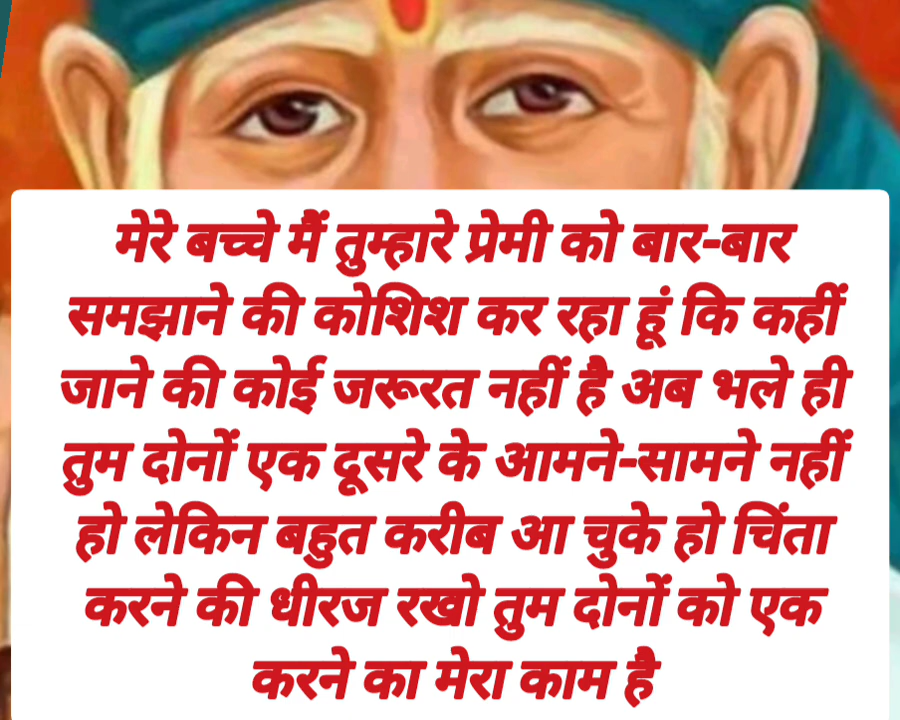 मेरे बच्चे मैं तुम्हारे प्रेमी को बार-बार
समझाने की कोशिश कर रहा हूं कि कहीं
जाने की कोई जरूरत नहीं है अब भले ही
तुम दोनों एक दूसरे के आमने-सामने नहीं
हो लेकिन बहुत करीब आ चुके हो चिंता
करने की धीरज रखो तुम दोनों को एक
करने का मेरा काम है